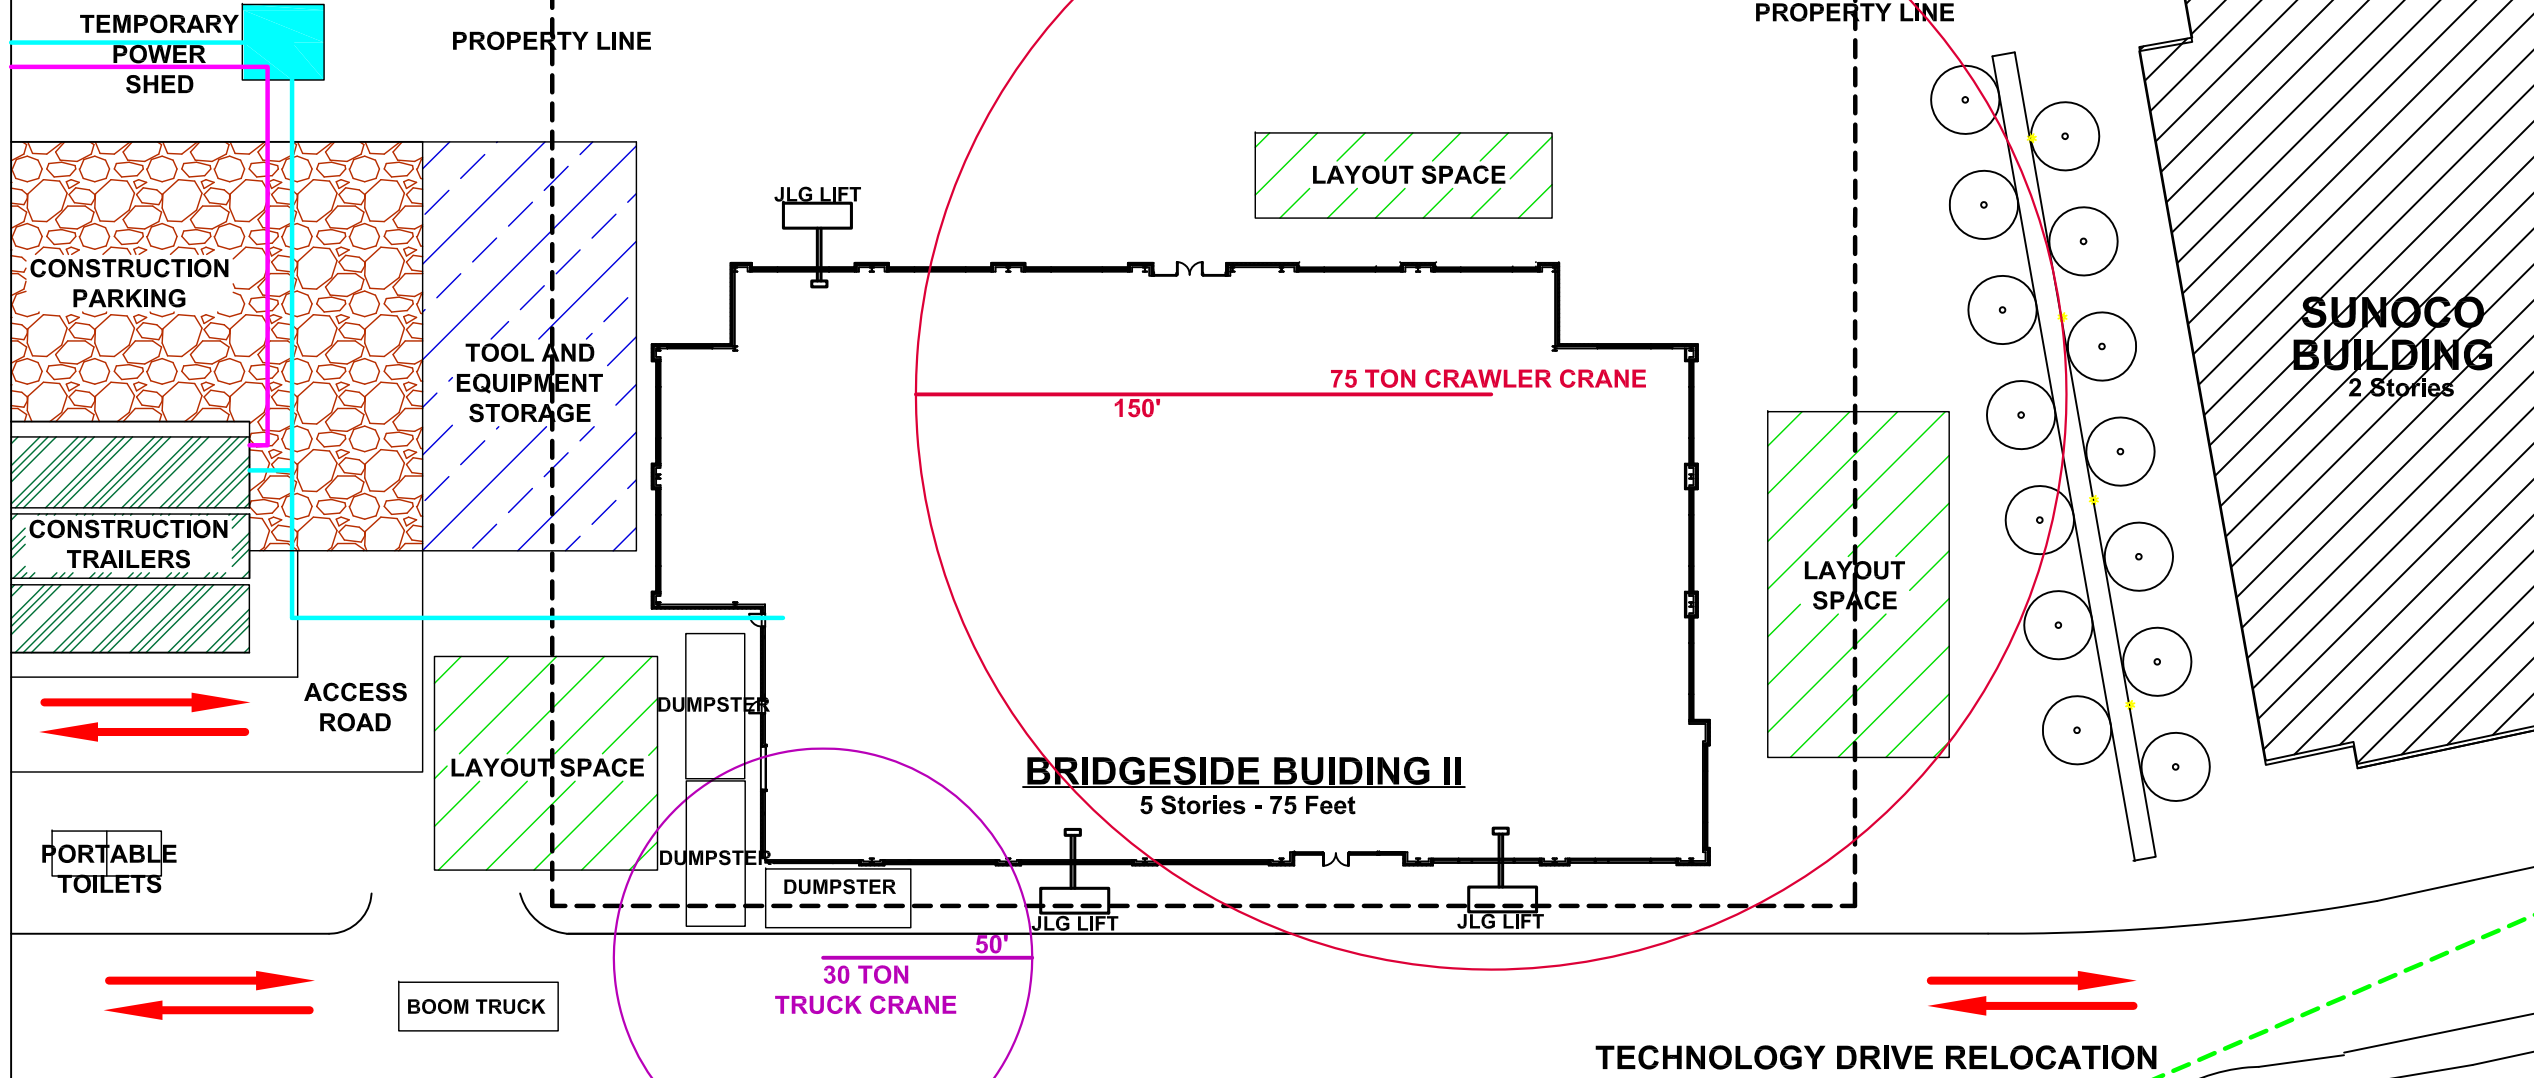 TEMPORARY
POWER
SHED
PROPERTY LINE
PROPERTY LINE
JLG LIFT
LAYOUT SPACE
CONSTRUCTION
PARKING
TOOL AND
EQUIPMENT
STORAGE
75 TON CRAWLER CRANE
150'
SUNOCO
BUILDING
2 Stories
CONSTRUCTION
TRAILERS
LAYOUT
SPACE
ACCESS
ROAD
DUMPSTER
LAYOUT SPACE
BRIDGESIDE BUIDING II
5 Stories - 75 Feet
PORTABLE
TOILETS
DUMPSTER
DUMPSTER
JLG LIFT
JLG LIFT
50'
30 TON
TRUCK CRANE
BOOM TRUCK
TECHNOLOGY DRIVE RELOCATION